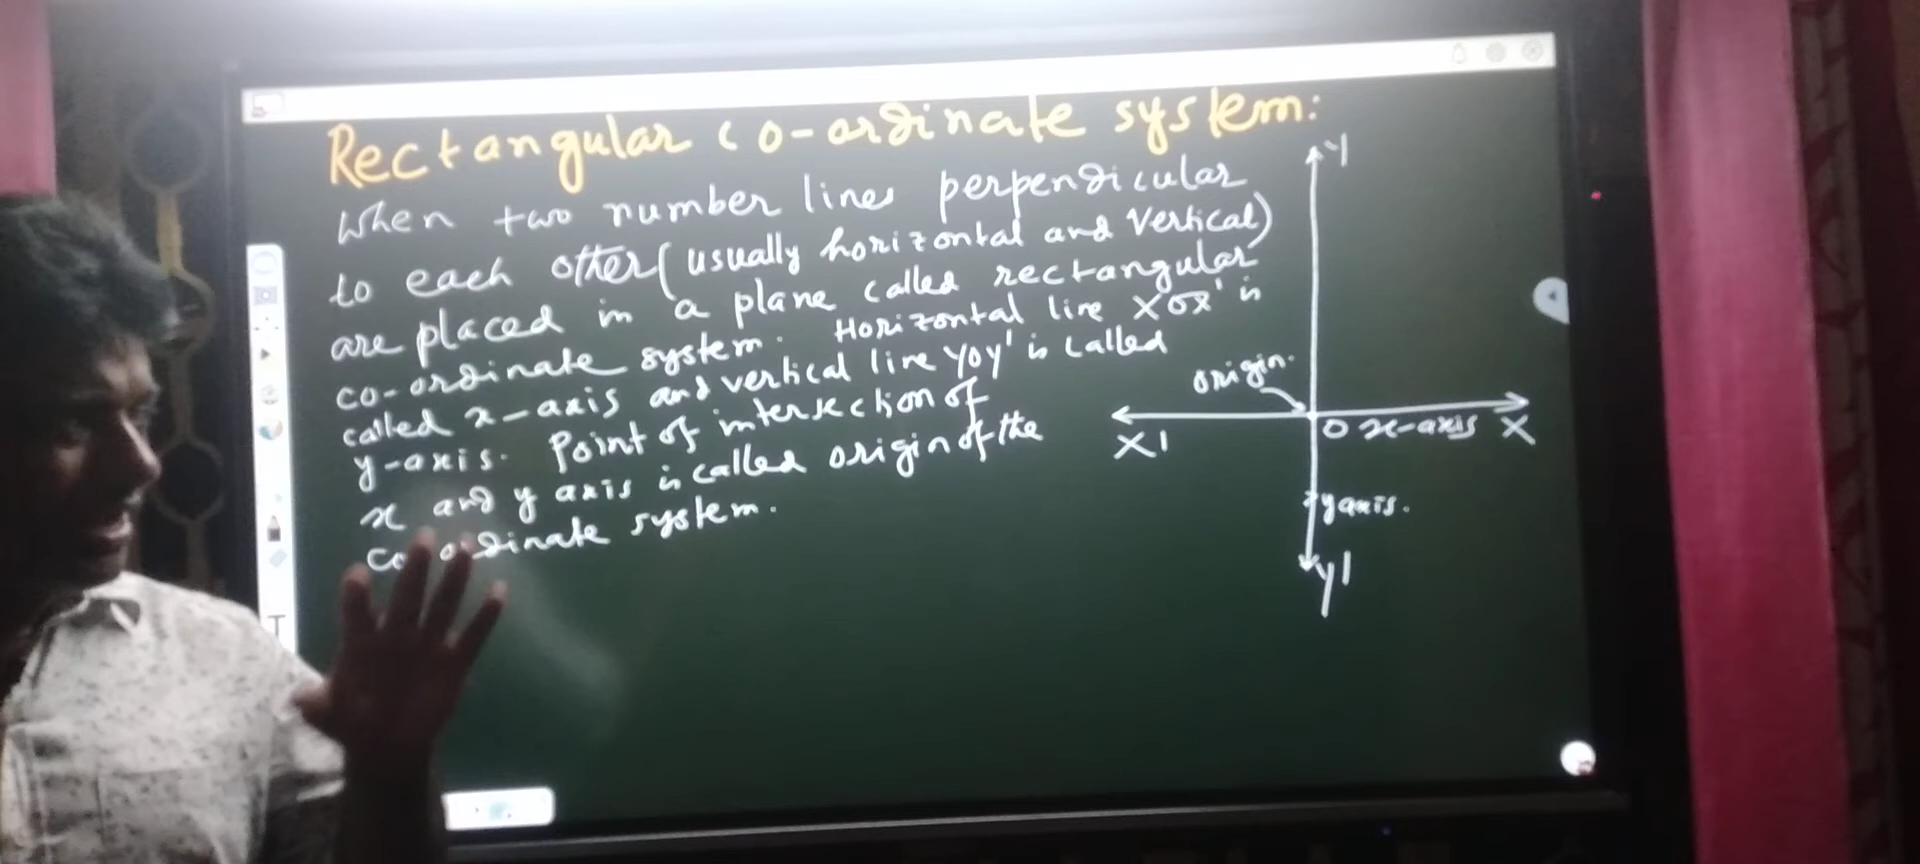 Rectangular co-ordinate system:
When two number lines perpendicular
to each other (usually horizontal and vertical)
are placed in a plane called rectangular
co-ordinate system. Horizontal line XOX' is
called x-axis and vertical line YOY' is called
y-axis. Point of intersection of
x and y axis is called origin of the
co-ordinate system.
Y
origin.
X'
O x-axis X
y axis.
Y'
T